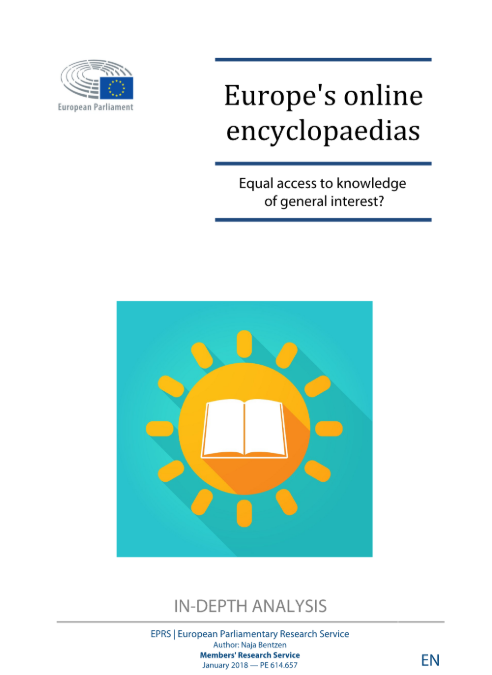 European Parliament
Europe's online
encyclopaedias
Equal access to knowledge
of general interest?
IN-DEPTH ANALYSIS
EPRS | European Parliamentary Research Service
Author: Naja Bentzen
Members' Research Service
January 2018 — PE 614.657
EN